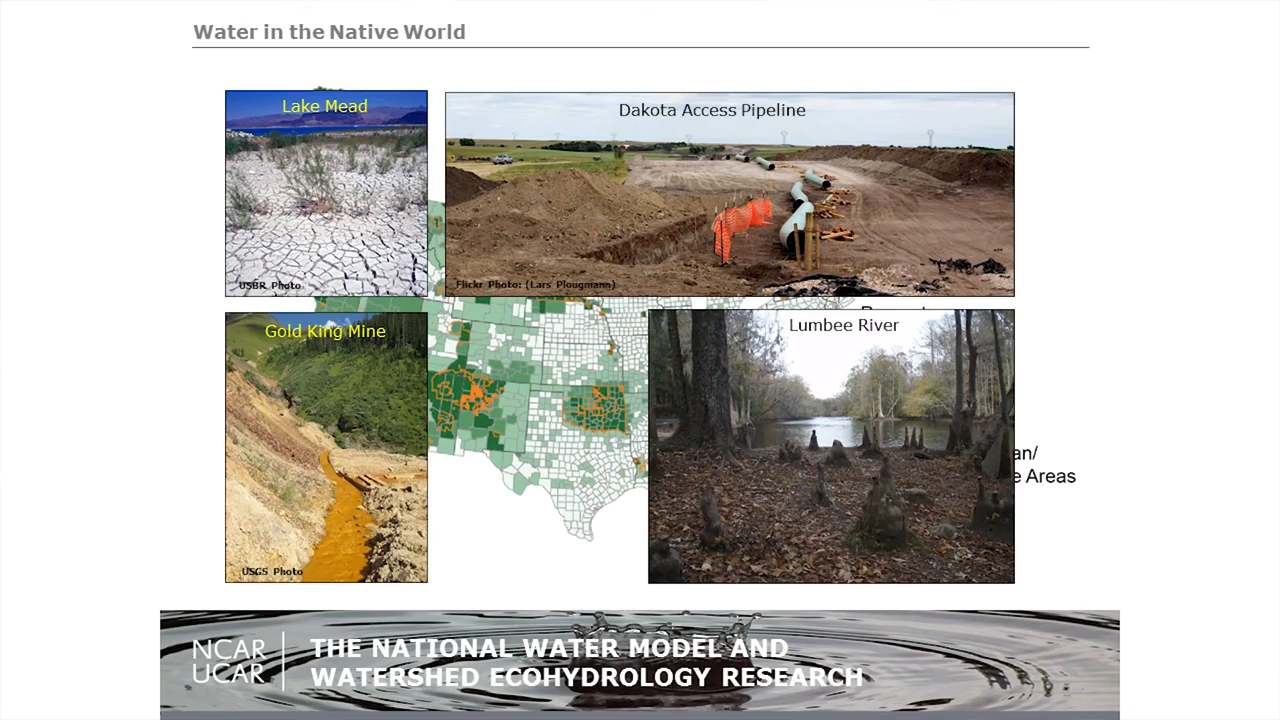 Water in the Native World
Lake Mead
USBR Photo
Dakota Access Pipeline
Flickr Photo: (Lars Plougmann)
Gold King Mine
USGS Photo
Lumbee River
an/
e Areas
NCAR
UCAR
THE NATIONAL WATER MODEL AND
WATERSHED ECOHYDROLOGY RESEARCH